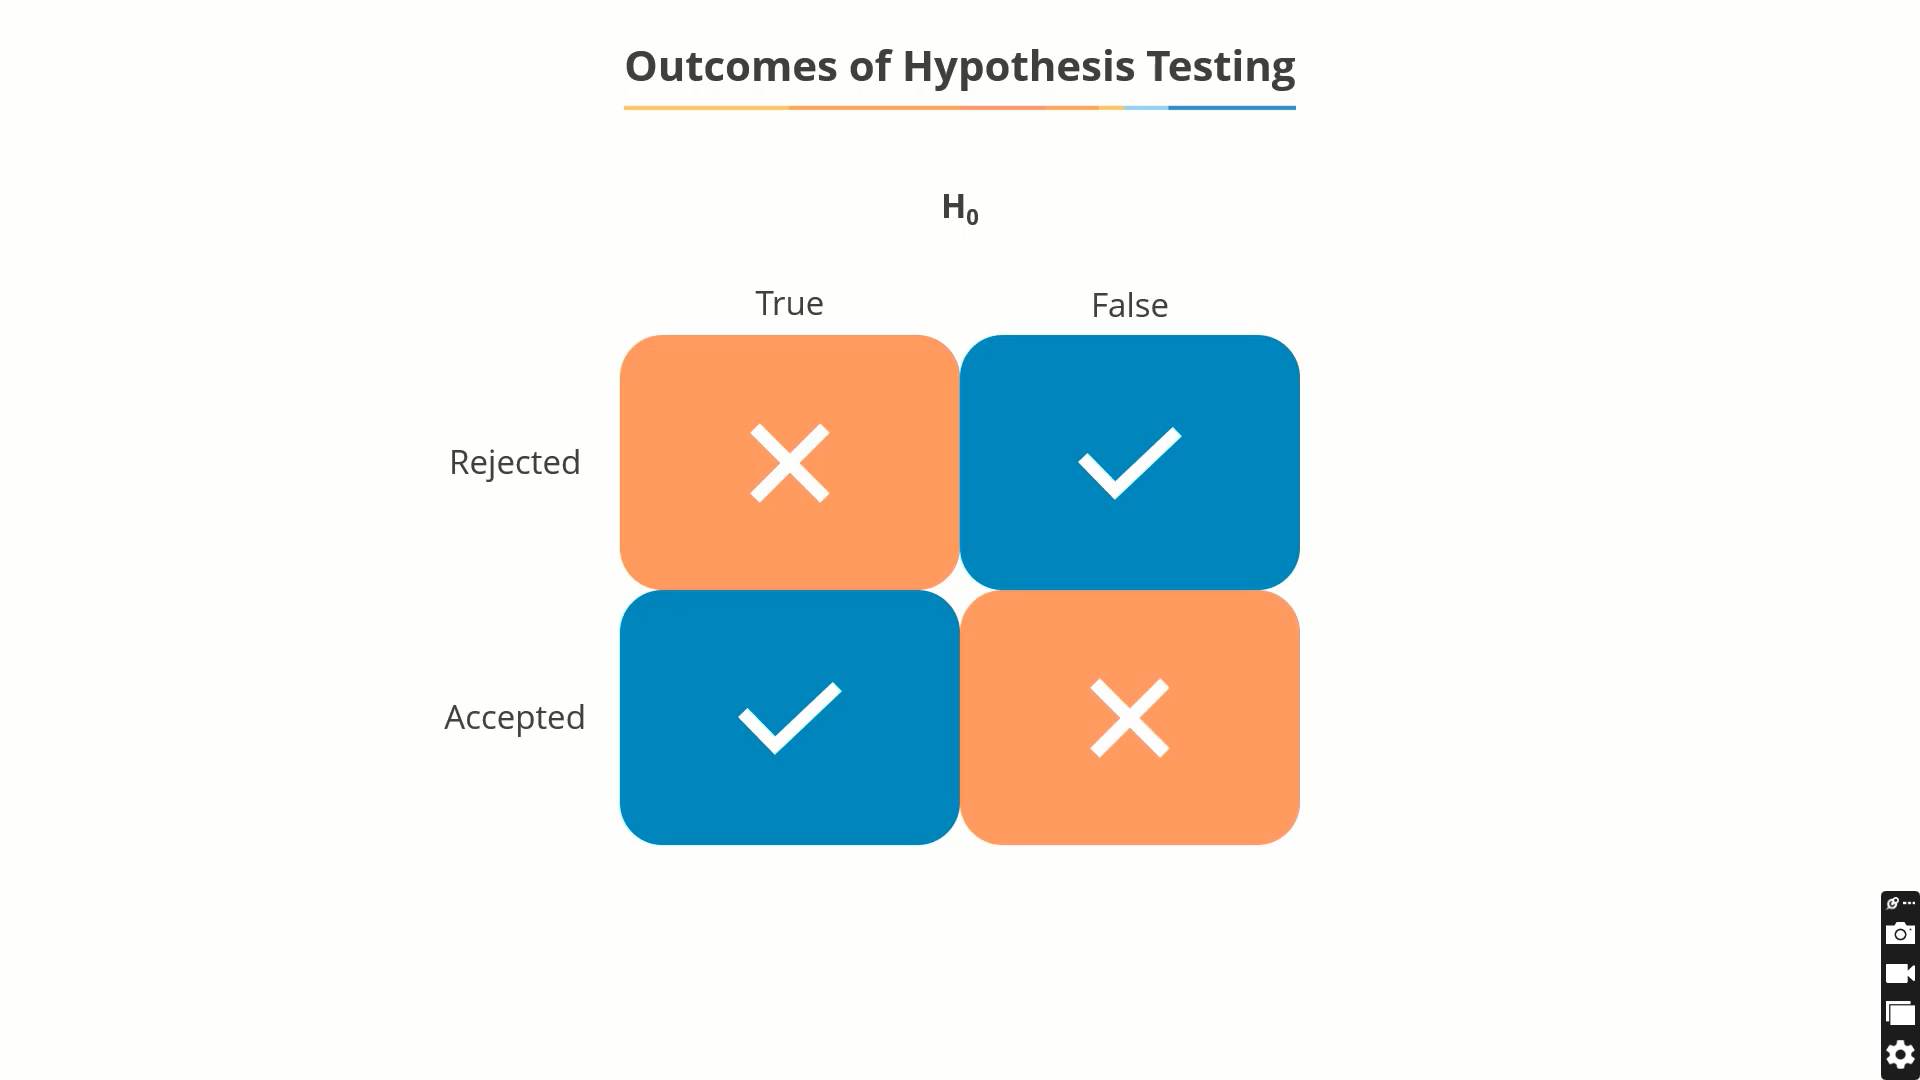 Outcomes of Hypothesis Testing
H₀
True False
Rejected
Accepted